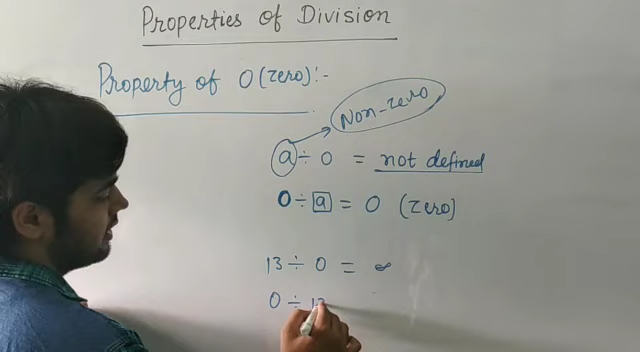 Properties of Division
Property of 0 (zero):-
Non-zero
a ÷ 0 = not defined
0 ÷ a = 0 (zero)
13 ÷ 0 = ∞
0 ÷ 13